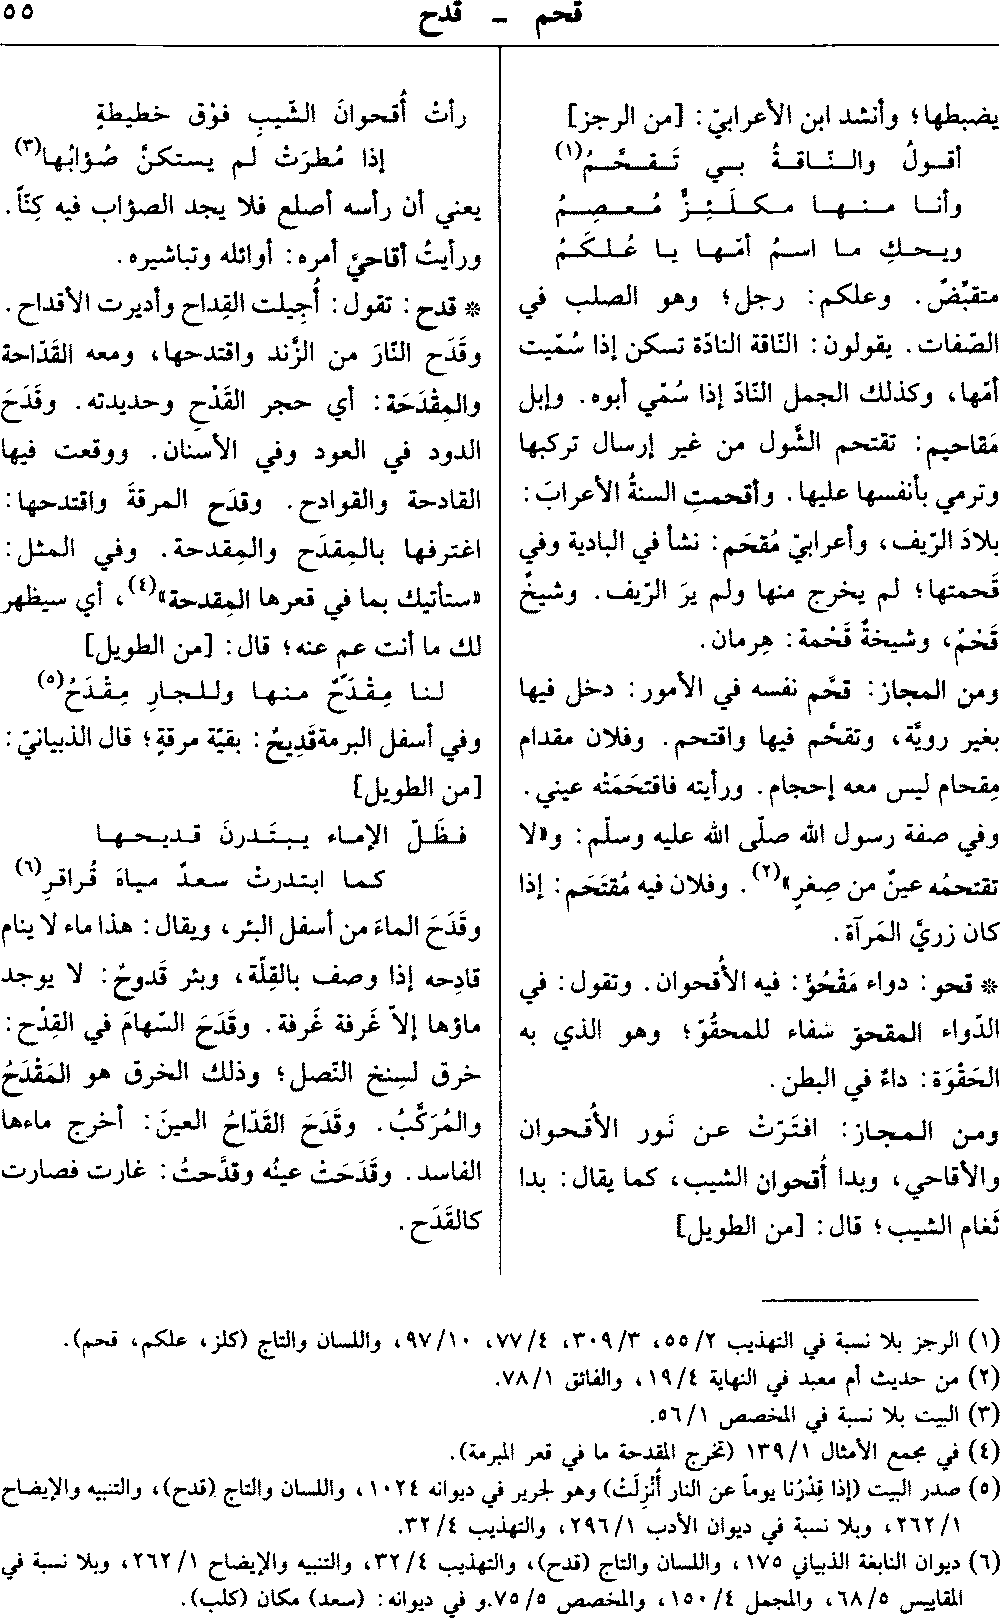 قحم - قدح
٥٥
يضبطها؛ وأنشد ابن الأعرابيّ: [من الرجز]
أقولُ والنّاقةُ بي تَقَحَّمُ(١)
وأنا منها مكلَئِزٌّ مُعصِمُ
ويحكِ ما اسمُ أمّها يا عُلكَمُ
متقبِّضٌ. وعلكم: رجل؛ وهو الصلب في
الصّفات. يقولون: النّاقة النادّة تسكن إذا سُمّيت
أمّها، وكذلك الجمل النّادّ إذا سُمّي أبوه. وإبل
مَقاحيم: تقتحم الشَّول من غير إرسال تركبها
وترمي بأنفسها عليها. وأقحمتِ السنةُ الأعرابَ:
بلادَ الرّيف، وأعرابيّ مُقحَم: نشأ في البادية وفي
قَحمتها؛ لم يخرج منها ولم يرَ الرّيف. وشيخٌ
قَحْمٌ، وشيخةٌ قَحْمة: هِرمان.
ومن المجاز: قحَّم نفسه في الأمور: دخل فيها
بغير رويَّة، وتقحَّم فيها واقتحم. وفلان مقدام
مِقحام ليس معه إحجام. ورأيته فاقتحَمَتْه عيني.
وفي صفة رسول الله صلّى الله عليه وسلّم: و«لا
تقتحمُه عينٌ من صِغرٍ»(٢). وفلان فيه مُقتَحَم: إذا
كان زريَّ المَرآة.
* قحو: دواء مَقْحُوٌّ: فيه الأُقحوان. وتقول: في
الدّواء المقحوّ شفاء للمحقُوّ؛ وهو الذي به
الحَقْوَة: داءٌ في البطن.
ومن المجاز: افتَرّتْ عن نَور الأُقحوان
والأقاحي، وبدا أُقحوان الشيب، كما يقال: بدا
ثَغام الشيب؛ قال: [من الطويل]
رأتْ أُقحوانَ الشّيبِ فوْق خطيطةٍ
إذا مُطرَتْ لم يستكنَّ صُؤابُها(٣)
يعني أن رأسه أصلع فلا يجد الصؤاب فيه كِنّاً.
ورأيتُ أقاحيَّ أمره: أوائله وتباشيره.
* قدح: تقول: أُجيلت القِداح وأديرت الأقداح.
وقَدَح النّارَ من الزَّند واقتدحها، ومعه القَدّاحة
والمِقْدَحَة: أي حجر القَدْحِ وحديدته. وقَدَحَ
الدود في العود وفي الأسنان. ووقعت فيها
القادحة والقوادح. وقدَح المرقةَ واقتدحها:
اغترفها بالمِقدَح والمِقدحة. وفي المثل:
«ستأتيك بما في قعرها المِقدحة»(٤)، أي سيظهر
لك ما أنت عمٍ عنه؛ قال: [من الطويل]
لنا مِقْدَحٌ منها وللجارِ مِقْدَحُ(٥)
وفي أسفل البرمة قَدِيحٌ: بقيّة مرقةٍ؛ قال الذبيانيّ:
[من الطويل]
فظَلّ الإماء يبتَدرنَ قديحها
كما ابتدرتْ سعدٌ مياهَ قُراقرِ(٦)
وقَدَحَ الماءَ من أسفل البئر، ويقال: هذا ماء لا ينام
قادِحه إذا وصف بالقِلّة، وبئر قَدوحٌ: لا يوجد
ماؤها إلاّ غَرفة غَرفة. وقَدَحَ السّهامَ في القِدْح:
خرق لسِنخ النّصل؛ وذلك الخرق هو المَقْدَحُ
والمُرَكَّبُ. وقَدَحَ القَدّاحُ العينَ: أخرج ماءها
الفاسد. وقَدَحَتْ عينُه وقدَّحتُ: غارت فصارت
كالقَدَح.
(١) الرجز بلا نسبة في التهذيب ٥٥/٢، ٣٠٩/٣، ٧٧/٤، ٩٧/١٠، واللسان والتاج (كلز، علكم، قحم).
(٢) من حديث أم معبد في النهاية ١٩/٤، والفائق ٧٨/١.
(٣) البيت بلا نسبة في المخصص ٥٦/١.
(٤) في مجمع الأمثال ١٣٩/١ (تخرج المقدحة ما في قعر البرمة).
(٥) صدر البيت (إذا قِدْرُنا يوماً عن النار أُنْزِلَتْ) وهو لجرير في ديوانه ١٠٢٤، واللسان والتاج (قدح)، والتنبيه والإيضاح
٢٦٢/١، وبلا نسبة في ديوان الأدب ٢٩٦/١، والتهذيب ٣٢/٤.
(٦) ديوان النابغة الذبياني ١٧٥، واللسان والتاج (قدح)، والتهذيب ٣٢/٤، والتنبيه والإيضاح ٢٦٢/١، وبلا نسبة في
المقاييس ٦٨/٥، والمجمل ١٥٠/٤، والمخصص ٧٥/٥.و في ديوانه: (سعد) مكان (كلب).